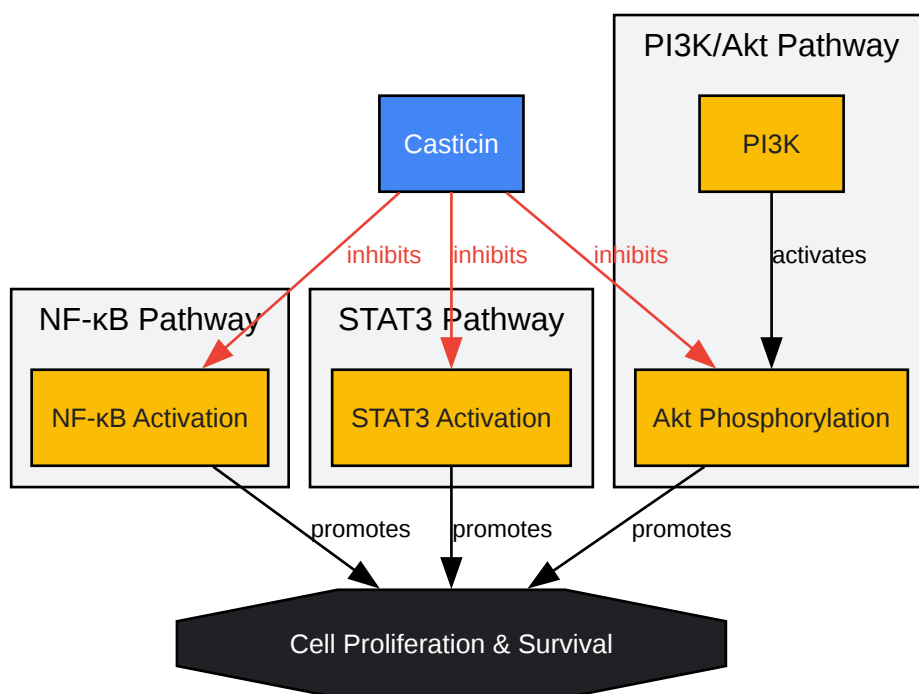 PI3K/Akt Pathway
Casticin
PI3K
inhibits
inhibits
inhibits
activates
NF-κB Pathway
STAT3 Pathway
NF-κB Activation
STAT3 Activation
Akt Phosphorylation
promotes
promotes
promotes
Cell Proliferation & Survival